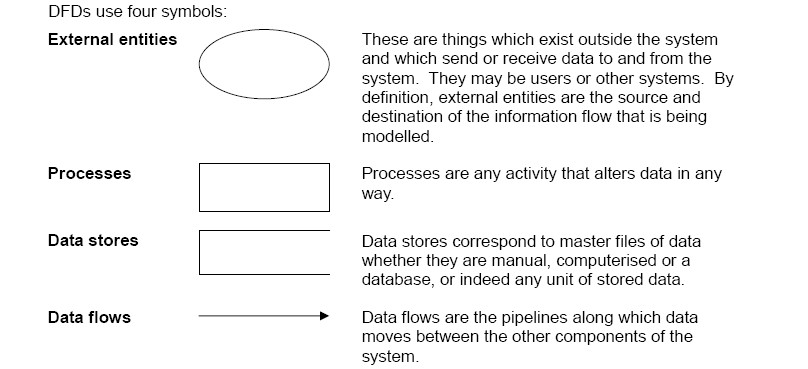 DFDs use four symbols:
External entities
These are things which exist outside the system
and which send or receive data to and from the
system. They may be users or other systems. By
definition, external entities are the source and
destination of the information flow that is being
modelled.
Processes
Processes are any activity that alters data in any
way.
Data stores
Data stores correspond to master files of data
whether they are manual, computerised or a
database, or indeed any unit of stored data.
Data flows
Data flows are the pipelines along which data
moves between the other components of the
system.